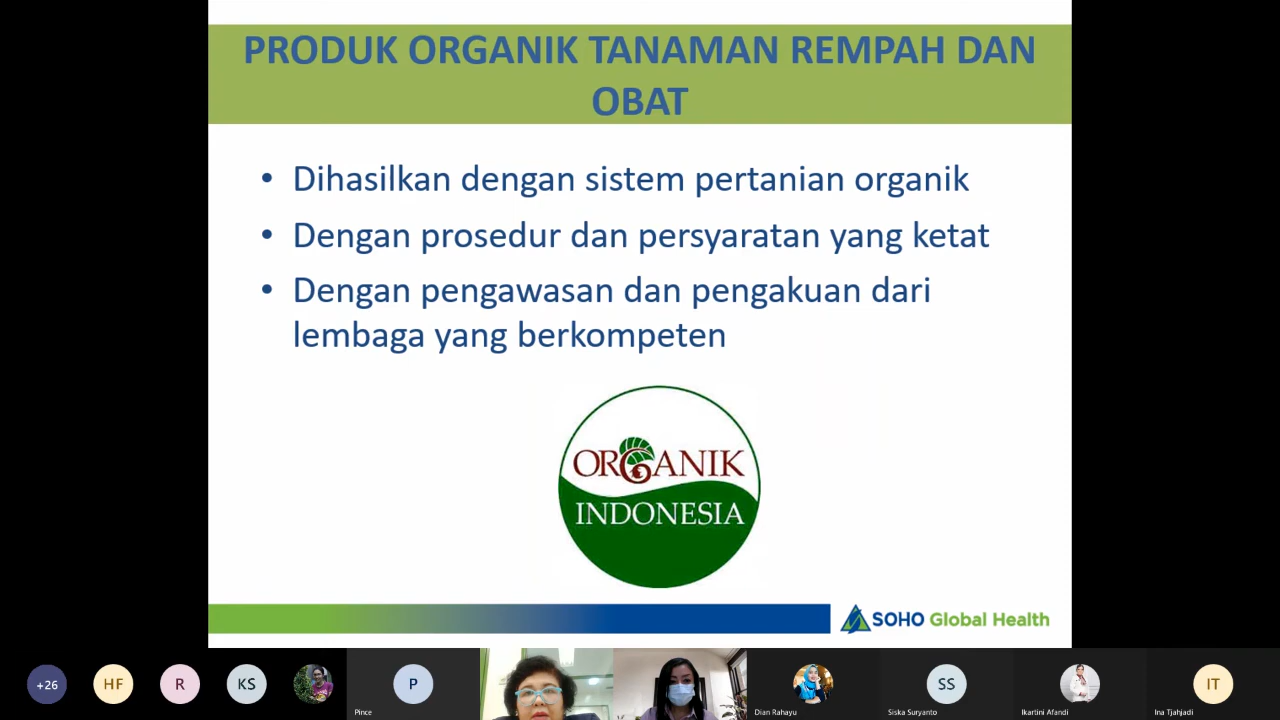 PRODUK ORGANIK TANAMAN REMPAH DAN
OBAT
• Dihasilkan dengan sistem pertanian organik
• Dengan prosedur dan persyaratan yang ketat
• Dengan pengawasan dan pengakuan dari
lembaga yang berkompeten
ORGANIK
INDONESIA
SOHO Global Health
+26
HF
R
KS
P
Pince
Dian Rahayu
SS
Siska Suryanto
Ikartini Afandi
IT
Ina Tjahjadi